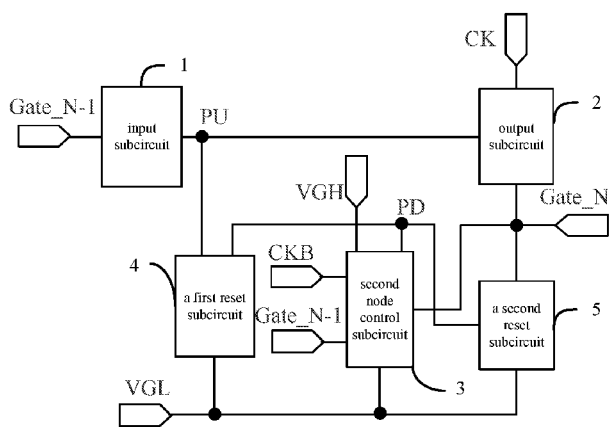 CK
1
2
Gate_N-1
input
subcircuit
PU
output
subcircuit
VGH
PD
Gate_N
4
CKB
a first reset
subcircuit
second
node
control
subcircuit
a second
reset
subcircuit
5
Gate_N-1
VGL
3